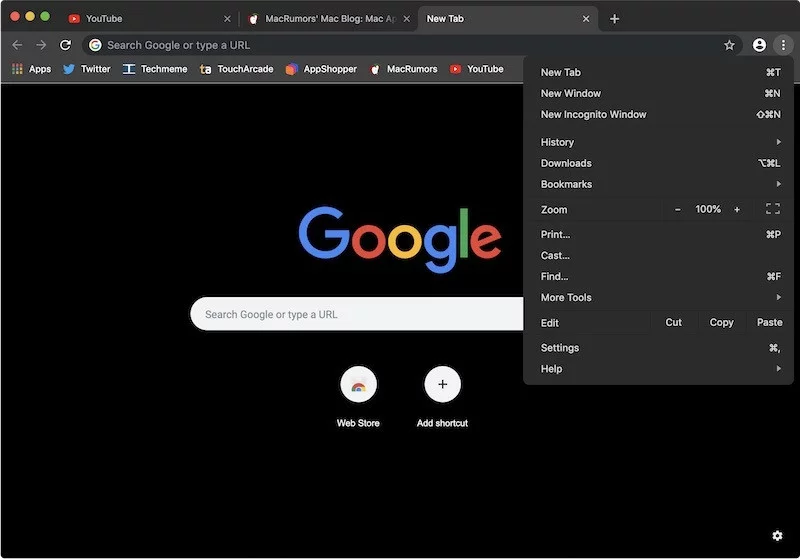 YouTube
MacRumors' Mac Blog: Mac Ap
New Tab
Search Google or type a URL
Apps
Twitter
Techmeme
ta
TouchArcade
AppShopper
MacRumors
YouTube
New Tab ⌘T
New Window ⌘N
New Incognito Window ⇧⌘N
History
Downloads ⌥⌘L
Bookmarks
Zoom − 100% +
Print... ⌘P
Cast...
Find... ⌘F
More Tools
Edit Cut Copy Paste
Settings ⌘,
Help
Google
Search Google or type a URL
Web Store
Add shortcut